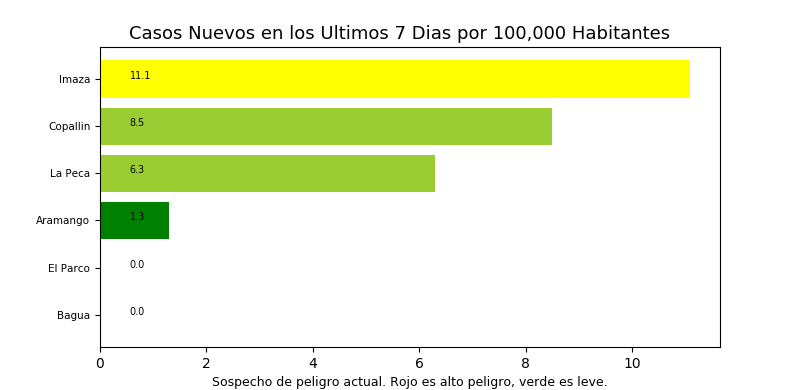 Casos Nuevos en los Ultimos 7 Dias por 100,000 Habitantes
Imaza 11.1
Copallin 8.5
La Peca 6.3
Aramango 1.3
El Parco 0.0
Bagua 0.0
0 2 4 6 8 10
Sospecho de peligro actual. Rojo es alto peligro, verde es leve.